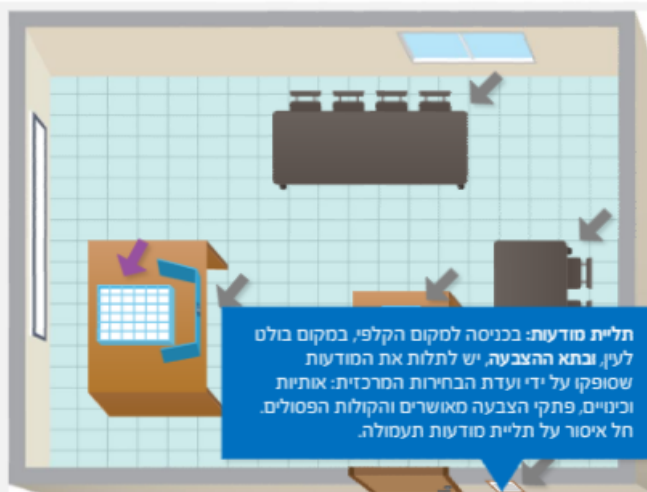 תליית מודעות: בכניסה למקום הקלפי, במקום בולט
לעין, ובתא ההצבעה, יש לתלות את המודעות
שסופקו על ידי ועדת הבחירות המרכזית: אותיות
וכינויים, פתקי הצבעה מאושרים והקולות הפסולים.
חל איסור על תליית מודעות תעמולה.